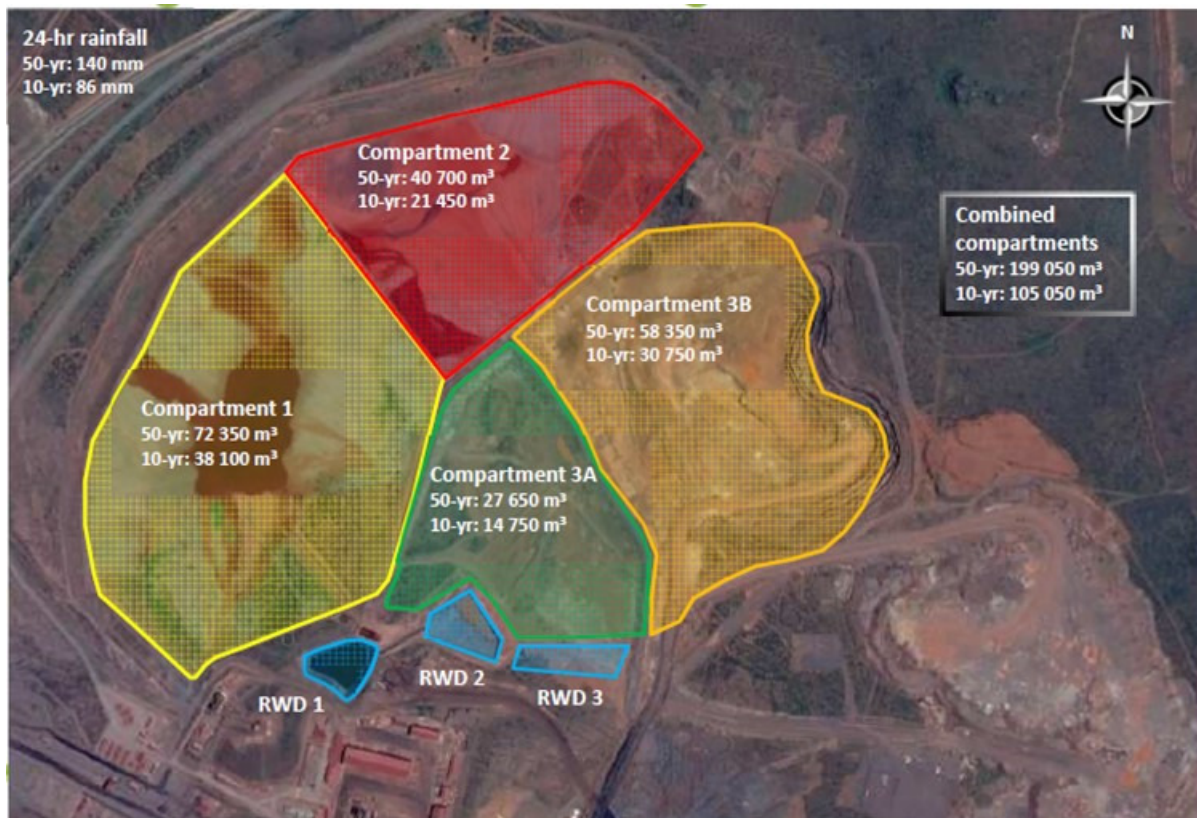 24-hr rainfall
50-yr: 140 mm
10-yr: 86 mm
N
Compartment 2
50-yr: 40 700 m³
10-yr: 21 450 m³
Combined
compartments
50-yr: 199 050 m³
10-yr: 105 050 m³
Compartment 3B
50-yr: 58 350 m³
10-yr: 30 750 m³
Compartment 1
50-yr: 72 350 m³
10-yr: 38 100 m³
Compartment 3A
50-yr: 27 650 m³
10-yr: 14 750 m³
RWD 1
RWD 2
RWD 3